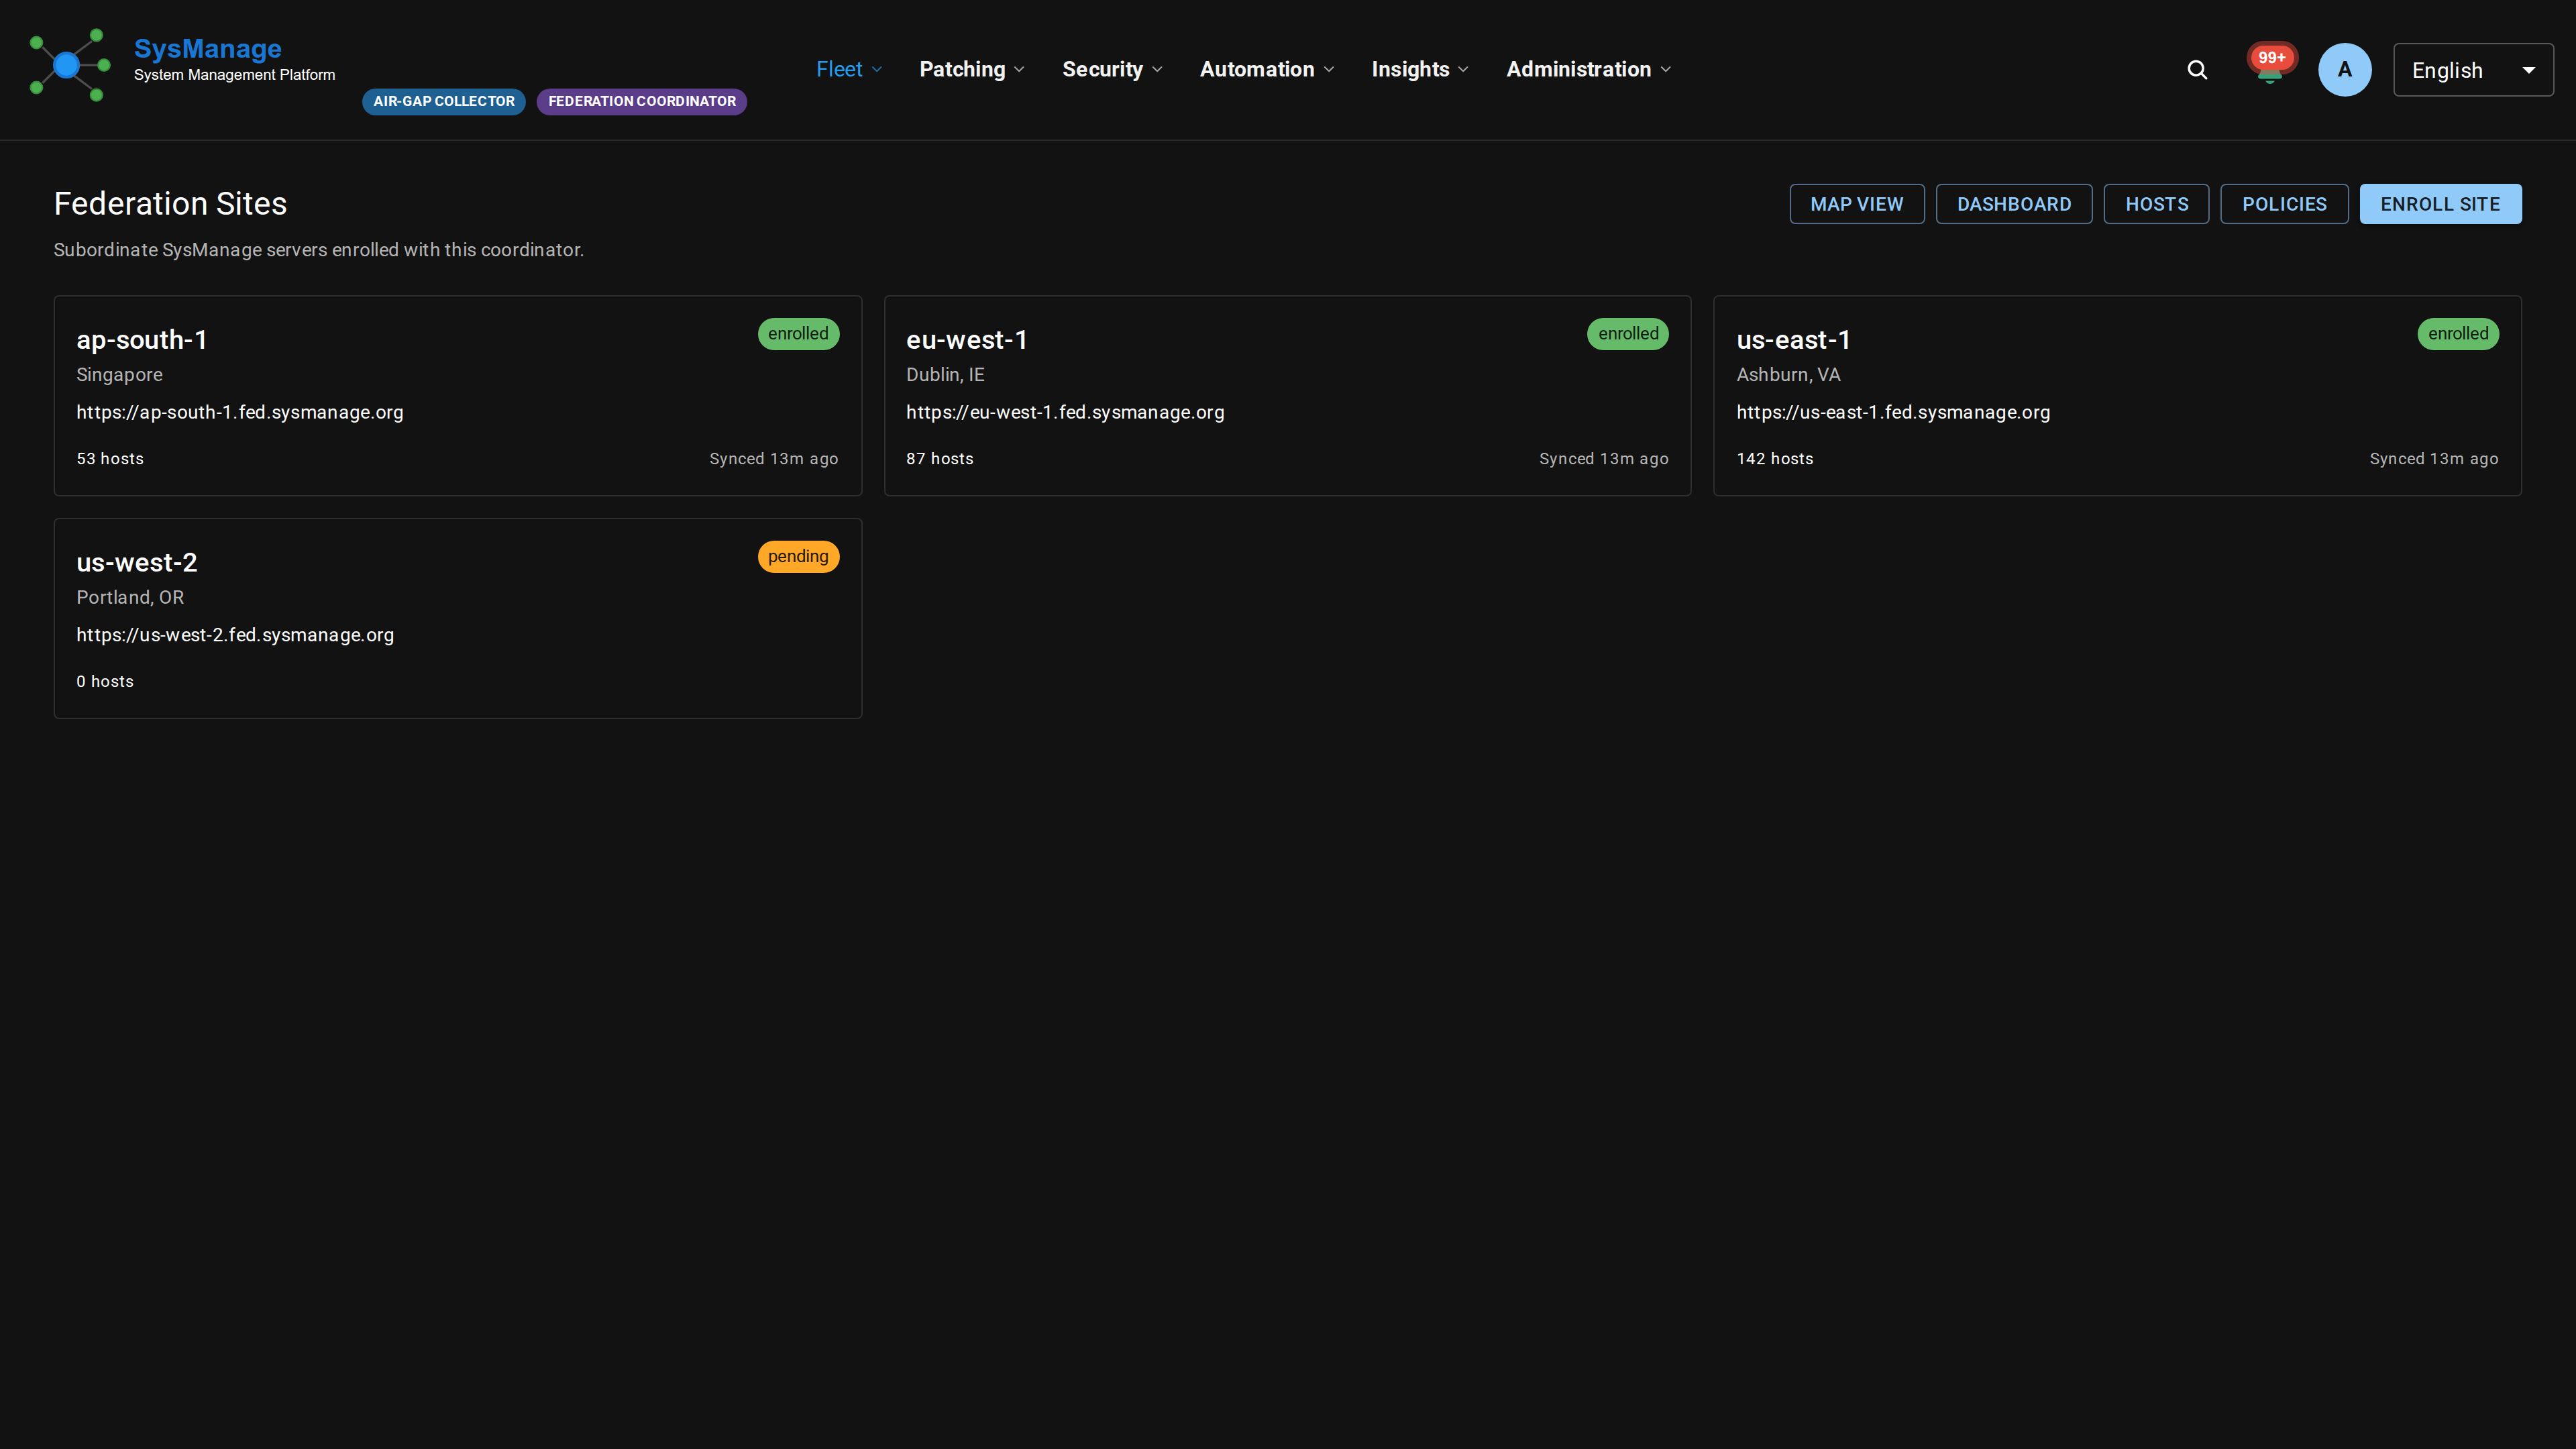 SysManage
System Management Platform
AIR-GAP COLLECTOR
FEDERATION COORDINATOR
Fleet
Patching
Security
Automation
Insights
Administration
99+
A
English
Federation Sites
MAP VIEW
DASHBOARD
HOSTS
POLICIES
ENROLL SITE
Subordinate SysManage servers enrolled with this coordinator.
ap-south-1
enrolled
Singapore
https://ap-south-1.fed.sysmanage.org
53 hosts
Synced 13m ago
eu-west-1
enrolled
Dublin, IE
https://eu-west-1.fed.sysmanage.org
87 hosts
Synced 13m ago
us-east-1
enrolled
Ashburn, VA
https://us-east-1.fed.sysmanage.org
142 hosts
Synced 13m ago
us-west-2
pending
Portland, OR
https://us-west-2.fed.sysmanage.org
0 hosts